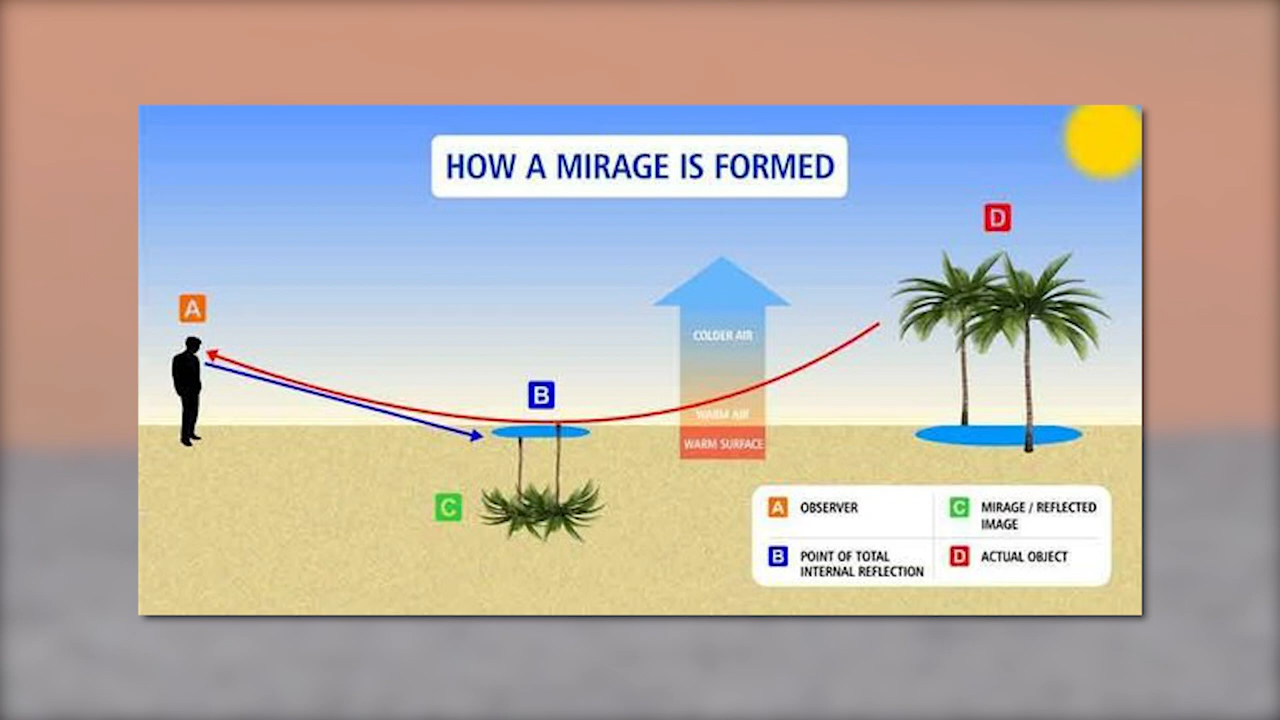 HOW A MIRAGE IS FORMED
D
A
COLDER AIR
B
WARM AIR
WARM SURFACE
C
A OBSERVER
B POINT OF TOTAL
INTERNAL REFLECTION
C MIRAGE / REFLECTED
IMAGE
D ACTUAL OBJECT